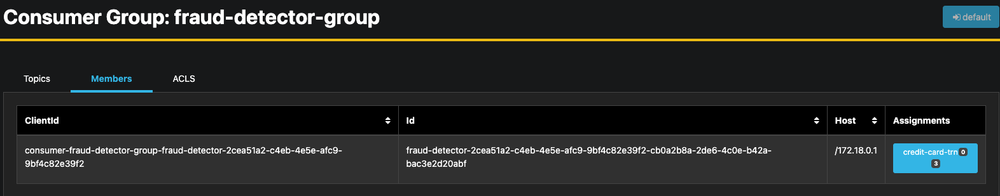 Consumer Group: fraud-detector-group
default
Topics
Members
ACLS
ClientId
Id
Host
Assignments
consumer-fraud-detector-group-fraud-detector-2cea51a2-c4eb-4e5e-afc9-
9bf4c82e39f2
fraud-detector-2cea51a2-c4eb-4e5e-afc9-9bf4c82e39f2-cb0a2b8a-2de6-4c0e-b42a-
bac3e2d20abf
/172.18.0.1
credit-card-trn 0
3